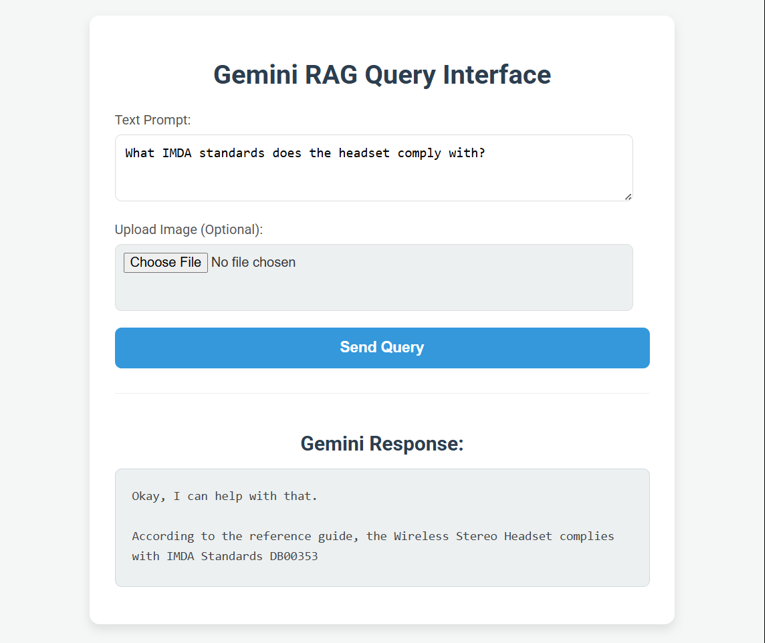 Gemini RAG Query Interface
Text Prompt:
What IMDA standards does the headset comply with?
Upload Image (Optional):
Choose File No file chosen
Send Query
Gemini Response:
Okay, I can help with that.
According to the reference guide, the Wireless Stereo Headset complies
with IMDA Standards DB00353